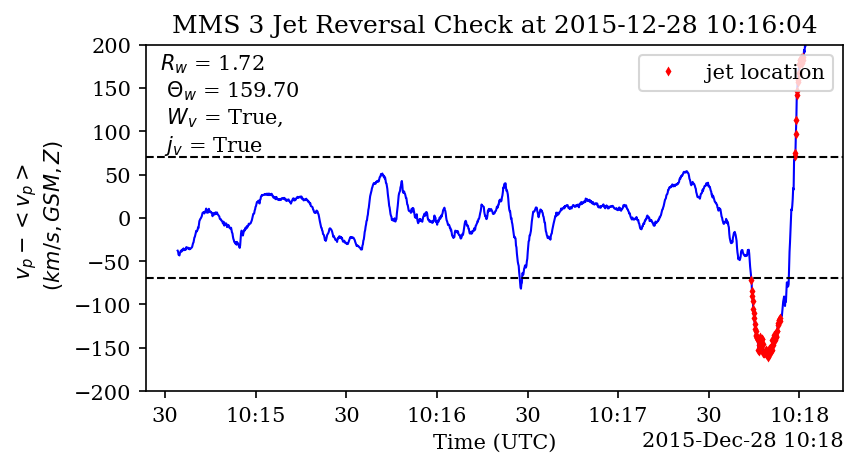 MMS 3 Jet Reversal Check at 2015-12-28 10:16:04
R_w = 1.72
Θ_w = 159.70
W_v = True,
j_v = True
jet location
200
150
100
50
0
−50
−100
−150
−200
v_p − < v_p >
(km/s, GSM, Z)
30 10:15 30 10:16 30 10:17 30 10:18
Time (UTC)
2015-Dec-28 10:18